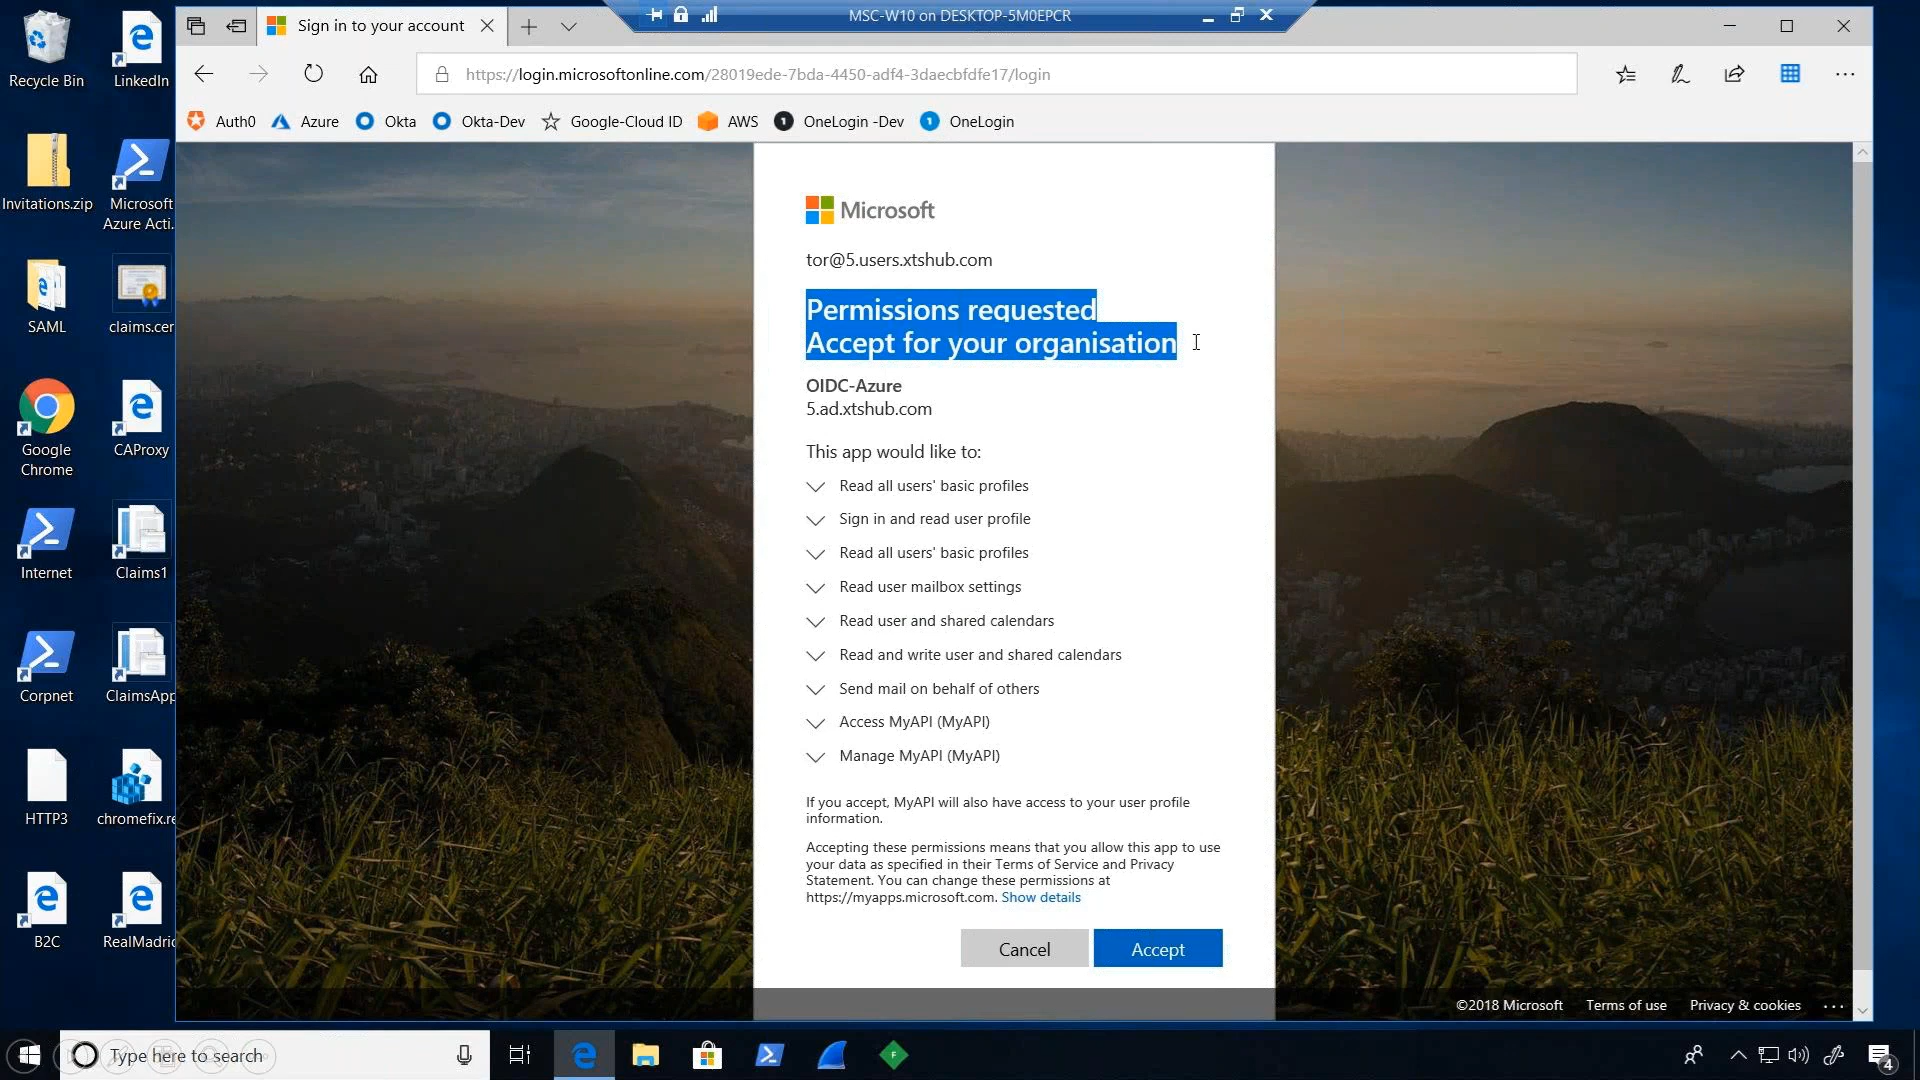 MSC-W10 on DESKTOP-5M0EPCR
Sign in to your account
https://login.microsoftonline.com/28019ede-7bda-4450-adf4-3daecbfdfe17/login
Auth0 Azure Okta Okta-Dev Google-Cloud ID AWS 1 OneLogin -Dev 1 OneLogin
Recycle Bin
LinkedIn
Invitations.zip
Microsoft
Azure Acti.
SAML
claims.cer
Google
Chrome
CAProxy
Internet
Claims1
Corpnet
ClaimsApp
HTTP3
chromefix.re
B2C
RealMadrid
Microsoft
tor@5.users.xtshub.com
Permissions requested
Accept for your organisation
OIDC-Azure
5.ad.xtshub.com
This app would like to:
Read all users' basic profiles
Sign in and read user profile
Read all users' basic profiles
Read user mailbox settings
Read user and shared calendars
Read and write user and shared calendars
Send mail on behalf of others
Access MyAPI (MyAPI)
Manage MyAPI (MyAPI)
If you accept, MyAPI will also have access to your user profile
information.
Accepting these permissions means that you allow this app to use
your data as specified in their Terms of Service and Privacy
Statement. You can change these permissions at
https://myapps.microsoft.com. Show details
Cancel Accept
©2018 Microsoft Terms of use Privacy & cookies ...
Type here to search
F
4